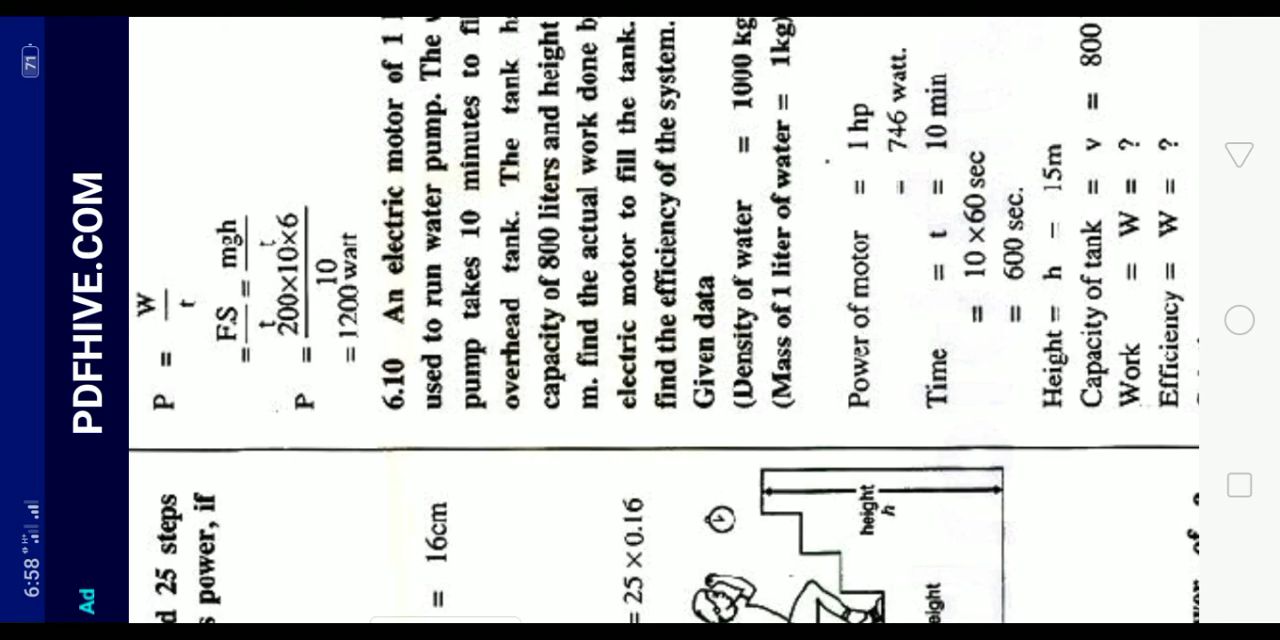 6:58
71
Ad
PDFHIVE.COM
d 25 steps
s power, if
= 16cm
= 25 × 0.16
height
h
eight
P = W
t
= F.S = mgh
t t
P = 200×10×6
10
= 1200 watt
6.10 An electric motor of 1
used to run water pump. The
pump takes 10 minutes to
overhead tank. The tank
capacity of 800 liters and height
m. find the actual work done
electric motor to fill the tank.
find the efficiency of the system.
Given data
(Density of water = 1000 kg
(Mass of 1 liter of water = 1kg)
Power of motor = 1 hp
= 746 watt.
Time = t = 10 min
= 10 ×60 sec
= 600 sec.
Height = h = 15m
Capacity of tank = v = 800
Work = W = ?
Efficiency = W = ?